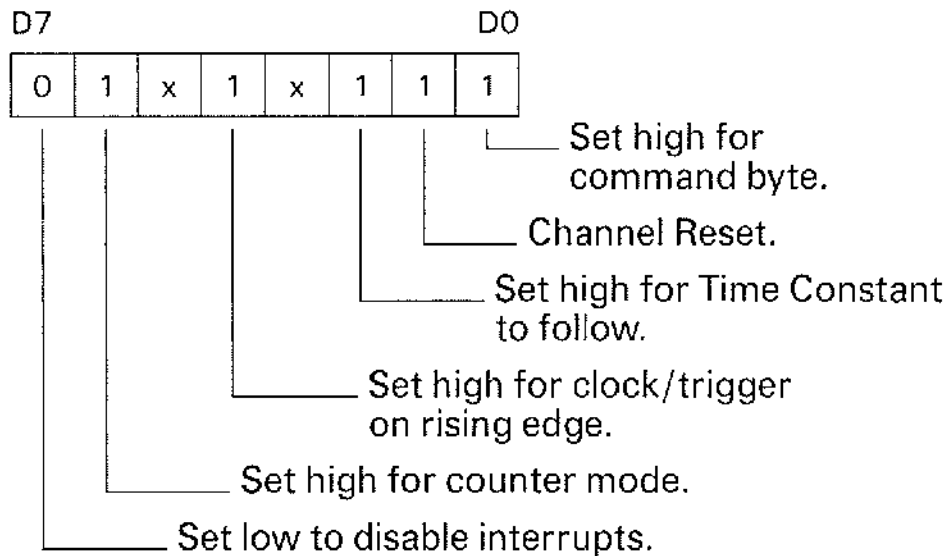 D7 D0
0 1 x 1 x 1 1 1
Set high for
command byte.
Channel Reset.
Set high for Time Constant
to follow.
Set high for clock/trigger
on rising edge.
Set high for counter mode.
Set low to disable interrupts.